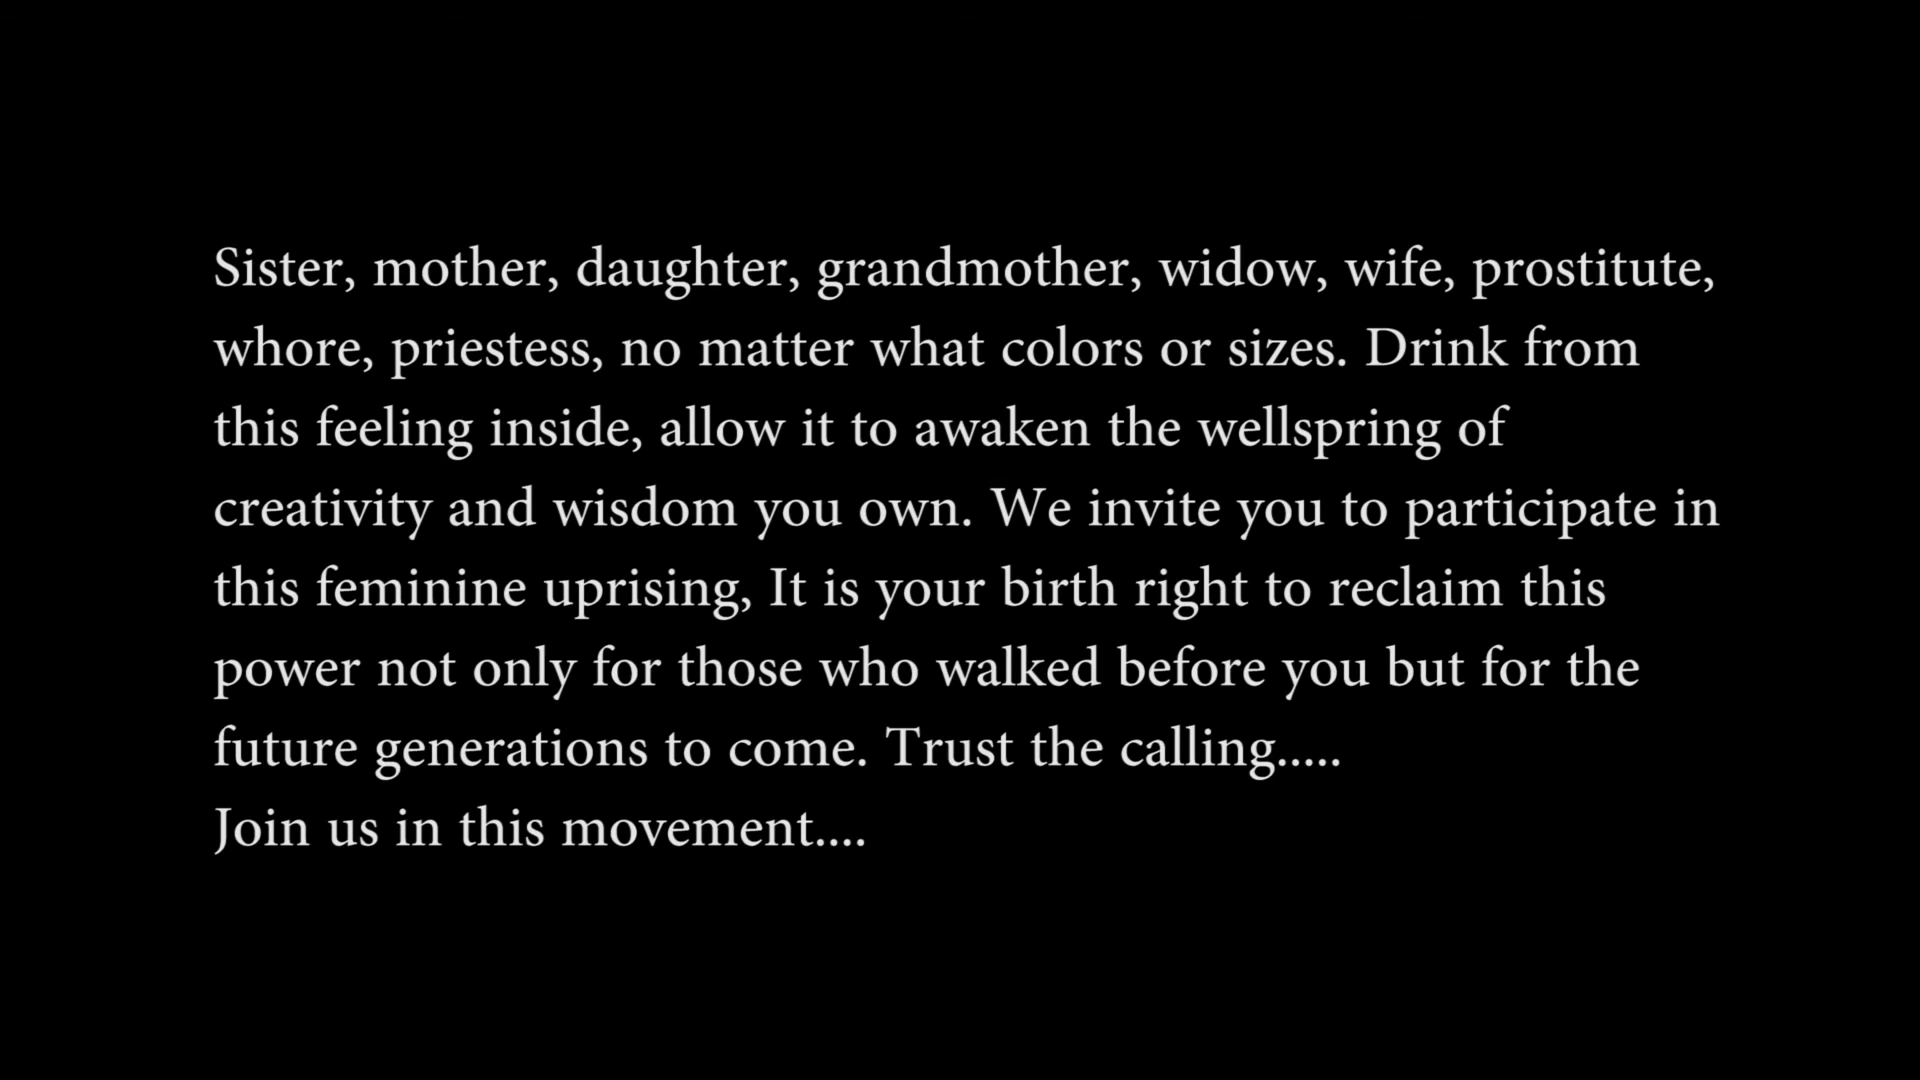 Sister, mother, daughter, grandmother, widow, wife, prostitute,
whore, priestess, no matter what colors or sizes. Drink from
this feeling inside, allow it to awaken the wellspring of
creativity and wisdom you own. We invite you to participate in
this feminine uprising, It is your birth right to reclaim this
power not only for those who walked before you but for the
future generations to come. Trust the calling.....
Join us in this movement....